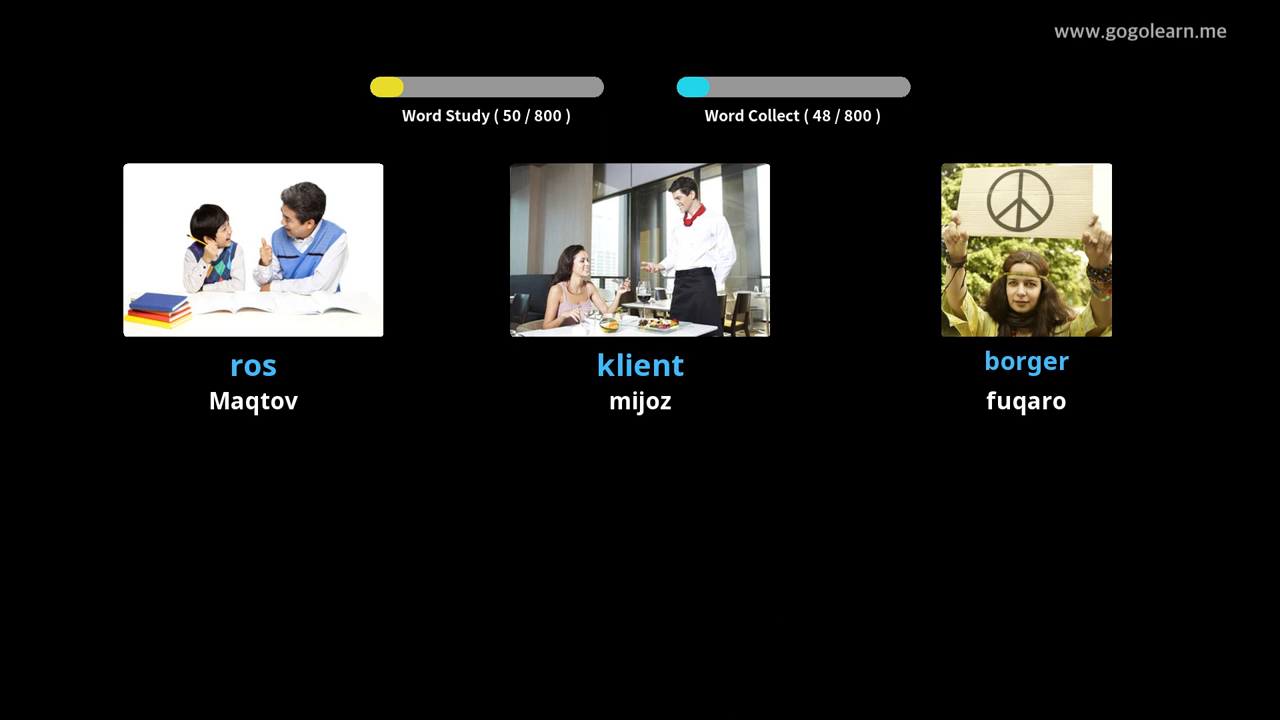 www.gogolearn.me
Word Study ( 50 / 800 )
Word Collect ( 48 / 800 )
ros
Maqtov
klient
mijoz
borger
fuqaro